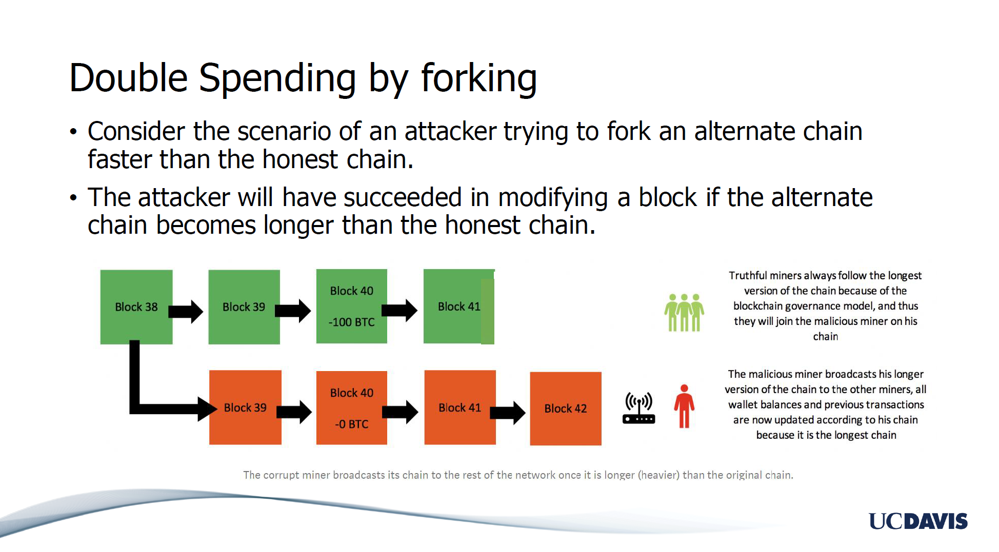 Double Spending by forking
• Consider the scenario of an attacker trying to fork an alternate chain
faster than the honest chain.
• The attacker will have succeeded in modifying a block if the alternate
chain becomes longer than the honest chain.
Block 38
Block 39
Block 40
-100 BTC
Block 41
Truthful miners always follow the longest
version of the chain because of the
blockchain governance model, and thus
they will join the malicious miner on his
chain
Block 39
Block 40
-0 BTC
Block 41
Block 42
The malicious miner broadcasts his longer
version of the chain to the other miners, all
wallet balances and previous transactions
are now updated according to his chain
because it is the longest chain
The corrupt miner broadcasts its chain to the rest of the network once it is longer (heavier) than the original chain.
UCDAVIS